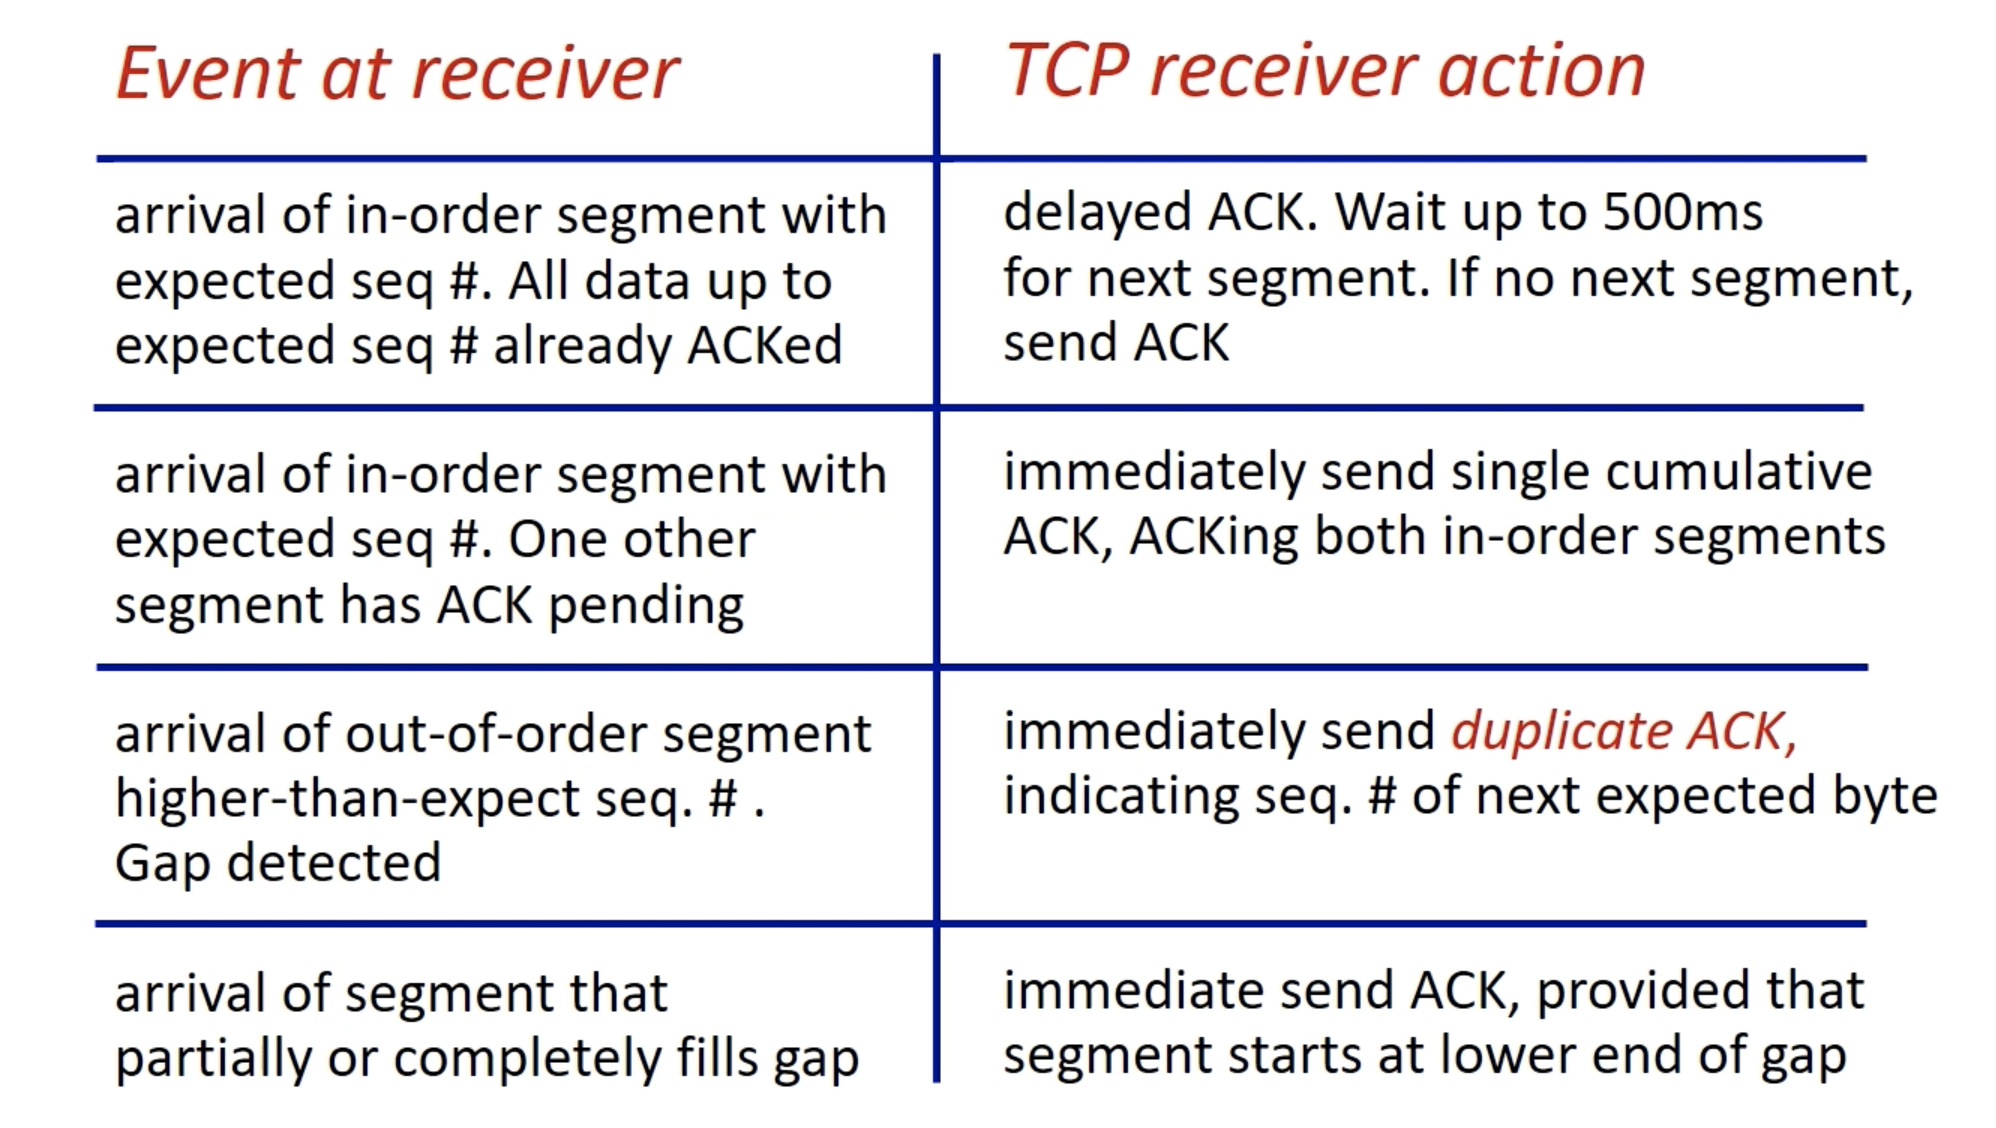 Event at receiver
TCP receiver action
arrival of in-order segment with
expected seq #. All data up to
expected seq # already ACKed
delayed ACK. Wait up to 500ms
for next segment. If no next segment,
send ACK
arrival of in-order segment with
expected seq #. One other
segment has ACK pending
immediately send single cumulative
ACK, ACKing both in-order segments
arrival of out-of-order segment
higher-than-expect seq. # .
Gap detected
immediately send duplicate ACK,
indicating seq. # of next expected byte
arrival of segment that
partially or completely fills gap
immediate send ACK, provided that
segment starts at lower end of gap